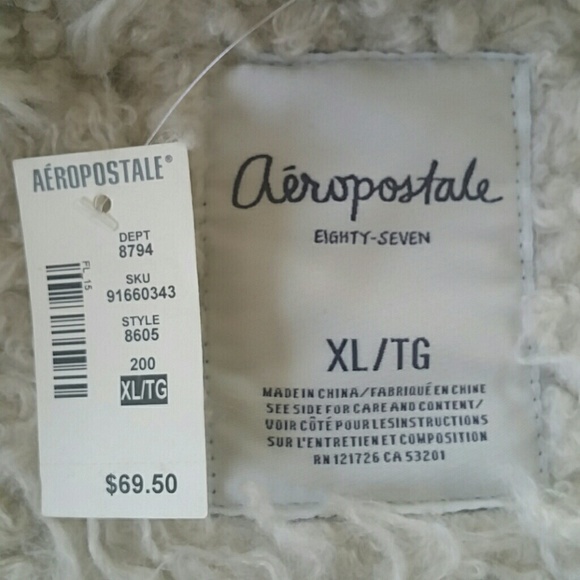 AÉROPOSTALE®
DEPT
8794
SKU
91660343
STYLE
8605
200
XL/TG
$69.50
FL 15
aéropostale
EIGHTY-SEVEN
XL/TG
MADE IN CHINA/FABRIQUÉ EN CHINE
SEE SIDE FOR CARE AND CONTENT/
VOIR CÔTÉ POUR LES INSTRUCTIONS
SUR L'ENTRETIEN ET COMPOSITION
RN 121726 CA 53201